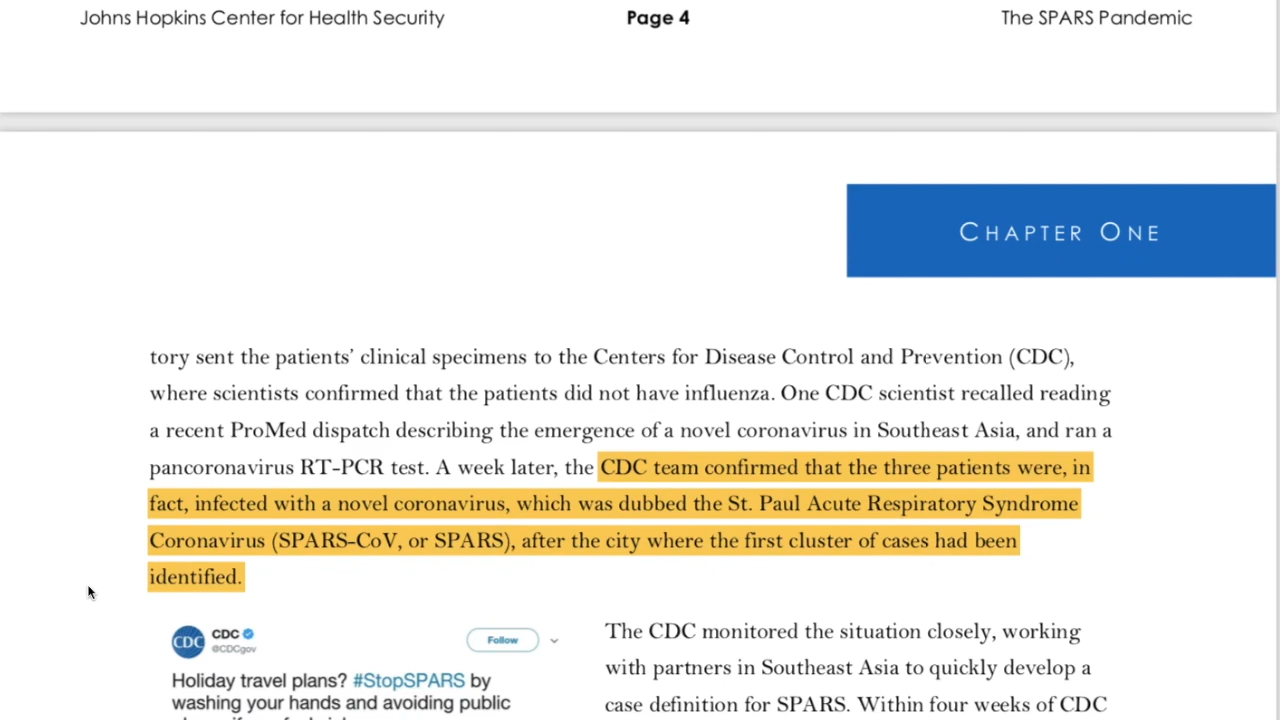 Johns Hopkins Center for Health Security Page 4 The SPARS Pandemic
CHAPTER ONE
tory sent the patients’ clinical specimens to the Centers for Disease Control and Prevention (CDC),
where scientists confirmed that the patients did not have influenza. One CDC scientist recalled reading
a recent ProMed dispatch describing the emergence of a novel coronavirus in Southeast Asia, and ran a
pancoronavirus RT-PCR test. A week later, the CDC team confirmed that the three patients were, in
fact, infected with a novel coronavirus, which was dubbed the St. Paul Acute Respiratory Syndrome
Coronavirus (SPARS-CoV, or SPARS), after the city where the first cluster of cases had been
identified.
CDC
CDC
@CDCgov
Follow
Holiday travel plans? #StopSPARS by
washing your hands and avoiding public
The CDC monitored the situation closely, working
with partners in Southeast Asia to quickly develop a
case definition for SPARS. Within four weeks of CDC